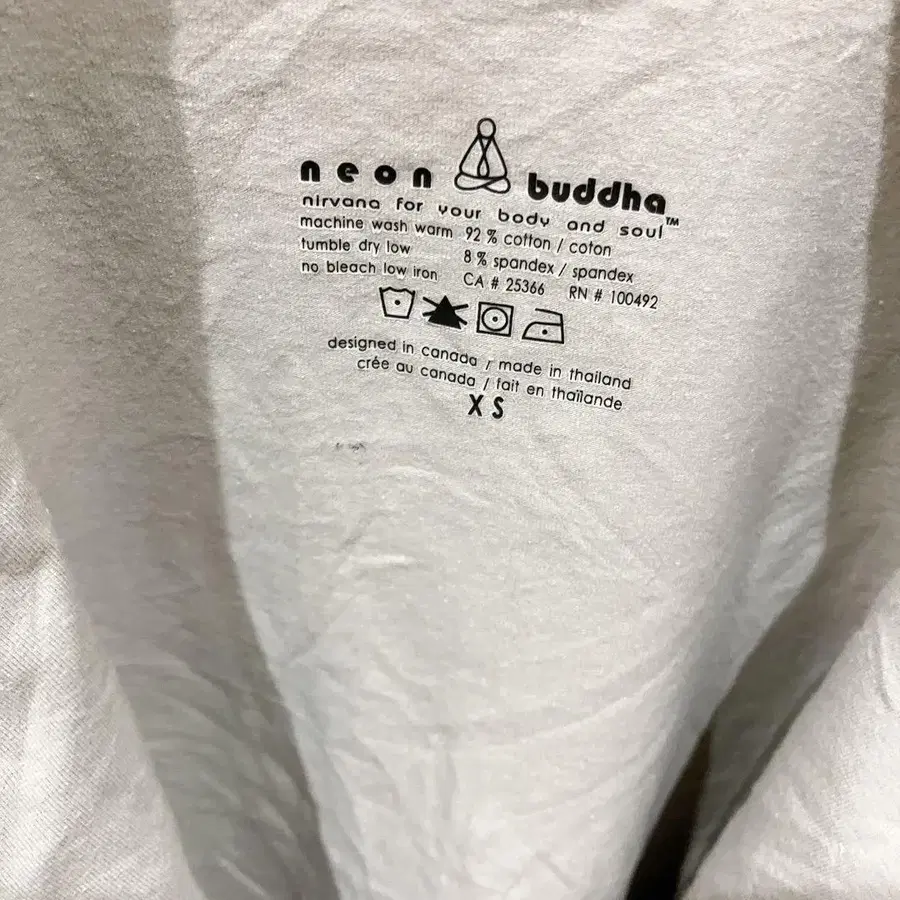 neon buddha
nirvana for your body and soul™
machine wash warm 92 % cotton / coton
tumble dry low 8 % spandex / spandex
no bleach low iron CA # 25366 RN # 100492
designed in canada / made in thailand
crêe au canada / fait en thaïlande
XS